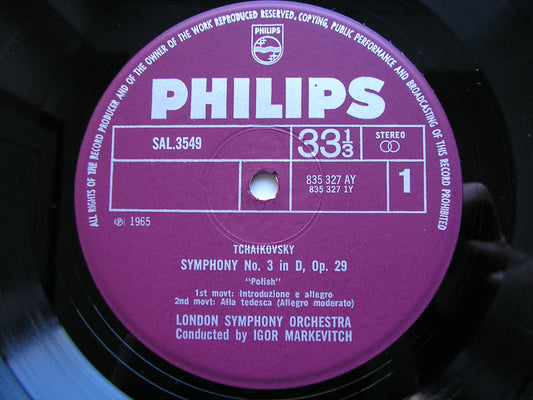 ALL RIGHTS OF THE RECORD PRODUCER AND OF THE OWNER OF THE WORK REPRODUCED RESERVED. COPYING, PUBLIC PERFORMANCE AND BROADCASTING OF THIS RECORD PROHIBITED
PHILIPS
PHILIPS
SAL.3549
33 1/3
STEREO
835 327 AY
835 327 1Y
1
Ⓟ 1965
TCHAIKOVSKY
SYMPHONY No. 3 in D, Op. 29
"Polish"
1st movt: Introduzione e allegro
2nd movt: Alla tedesca (Allegro moderato)
LONDON SYMPHONY ORCHESTRA
Conducted by IGOR MARKEVITCH